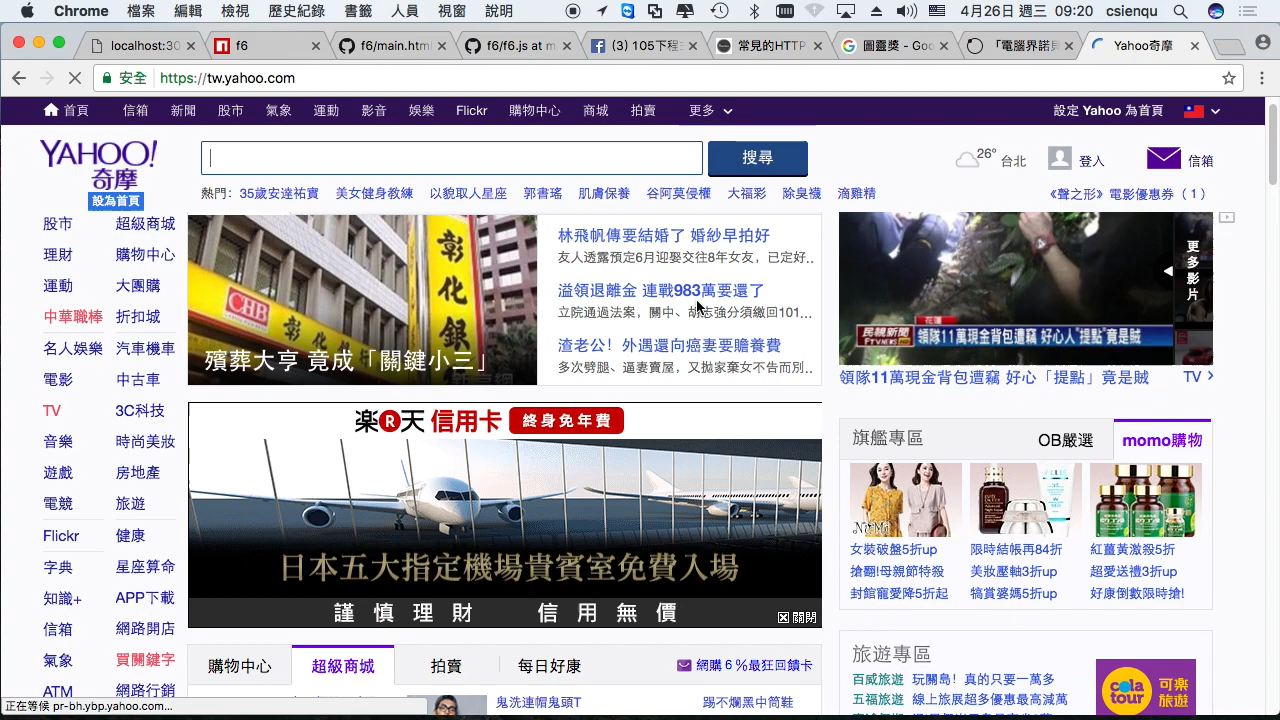 Chrome 檔案 編輯 檢視 歷史紀錄 書籤 人員 視窗 說明 4月26日 週三 09:20 csienqu
localhost:3 f6 f6/main.html f6/f6.js at m (3) 105下程 常見的HTTP 圖靈獎 - Goo 「電腦界諾貝 Yahoo奇摩
安全 https://tw.yahoo.com
首頁 信箱 新聞 股市 氣象 運動 影音 娛樂 Flickr 購物中心 商城 拍賣 更多 設定 Yahoo 為首頁
YAHOO! 奇摩
設為首頁
搜尋
26° 台北 登入 信箱
熱門： 35歲安達祐實 美女健身教練 以貌取人星座 郭書瑤 肌膚保養 谷阿莫侵權 大福彩 除臭襪 滴雞精 《聲之形》電影優惠券（1）
股市 超級商城
理財 購物中心
運動 大團購
中華職棒 折扣城
名人娛樂 汽車機車
電影 中古車
TV 3C科技
音樂 時尚美妝
遊戲 房地產
電競 旅遊
Flickr 健康
字典 星座算命
知識+ APP下載
信箱 網路開店
氣象 買關鍵字
ATM 網路行銷
CHB
彰化銀
殯葬大亨 竟成「關鍵小三」
林飛帆傳要結婚了 婚紗早拍好
友人透露預定6月迎娶交往8年女友，已定好..
溢領退離金 連戰983萬要還了
立院通過法案，關中、胡志強分須繳回101...
渣老公！外遇還向癌妻要贍養費
多次劈腿、逼妻賣屋，又拋家棄女不告而別..
更多影片
民視新聞 FTVNEWS
花蓮
領隊11萬現金背包遭竊 好心人"提點"竟是賊
領隊11萬現金背包遭竊 好心「提點」竟是賊 TV
楽R天 信用卡 終身免年費
日本五大指定機場貴賓室免費入場
謹慎理財 信用無價
關閉
旗艦專區 OB嚴選 momo購物
女裝破盤5折up 限時結帳再84折 紅薑黃激殺5折
搶翻!母親節特殺 美妝壓軸3折up 超愛送禮3折up
封館寵愛降5折起 犒賞婆媽5折up 好康倒數限時搶!
購物中心 超級商城 拍賣 每日好康 網購6%最狂回饋卡
鬼洗連帽鬼頭T 踢不爛黑中筒鞋
旅遊專區
百威旅遊 玩關島！真的只要一萬多
五福旅遊 線上旅展超多優惠最高減萬
cola tour 可樂旅遊
正在等候 pr-bh.ybp.yahoo.com...